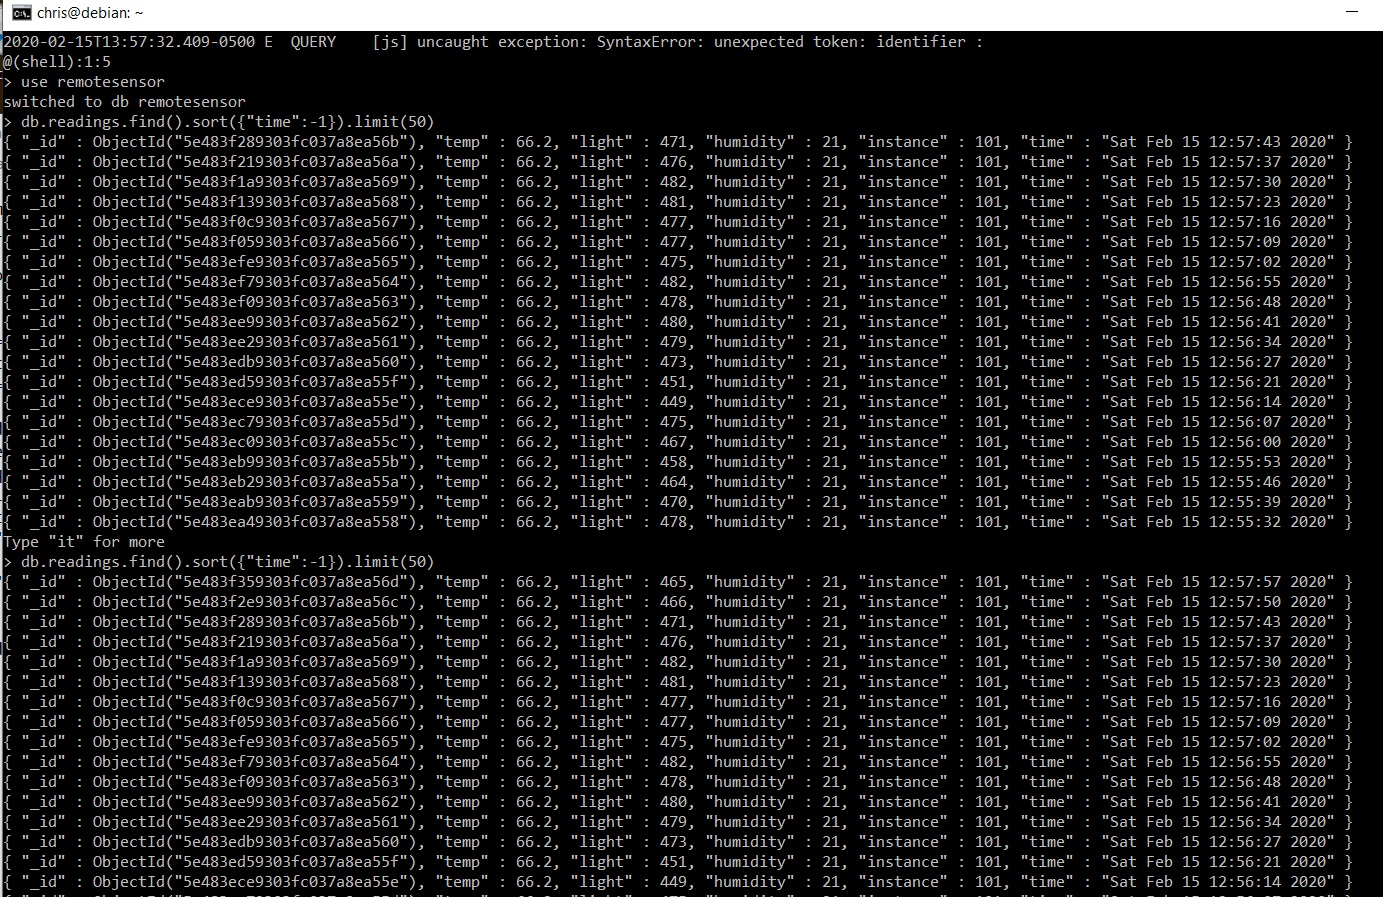 chris@debian: ~
2020-02-15T13:57:32.409-0500 E  QUERY    [js] uncaught exception: SyntaxError: unexpected token: identifier :
@(shell):1:5
> use remotesensor
switched to db remotesensor
> db.readings.find().sort({"time":-1}).limit(50)
{ "_id" : ObjectId("5e483f289303fc037a8ea56b"), "temp" : 66.2, "light" : 471, "humidity" : 21, "instance" : 101, "time" : "Sat Feb 15 12:57:43 2020" }
{ "_id" : ObjectId("5e483f219303fc037a8ea56a"), "temp" : 66.2, "light" : 476, "humidity" : 21, "instance" : 101, "time" : "Sat Feb 15 12:57:37 2020" }
{ "_id" : ObjectId("5e483f1a9303fc037a8ea569"), "temp" : 66.2, "light" : 482, "humidity" : 21, "instance" : 101, "time" : "Sat Feb 15 12:57:30 2020" }
{ "_id" : ObjectId("5e483f139303fc037a8ea568"), "temp" : 66.2, "light" : 481, "humidity" : 21, "instance" : 101, "time" : "Sat Feb 15 12:57:23 2020" }
{ "_id" : ObjectId("5e483f0c9303fc037a8ea567"), "temp" : 66.2, "light" : 477, "humidity" : 21, "instance" : 101, "time" : "Sat Feb 15 12:57:16 2020" }
{ "_id" : ObjectId("5e483f059303fc037a8ea566"), "temp" : 66.2, "light" : 477, "humidity" : 21, "instance" : 101, "time" : "Sat Feb 15 12:57:09 2020" }
{ "_id" : ObjectId("5e483efe9303fc037a8ea565"), "temp" : 66.2, "light" : 475, "humidity" : 21, "instance" : 101, "time" : "Sat Feb 15 12:57:02 2020" }
{ "_id" : ObjectId("5e483ef79303fc037a8ea564"), "temp" : 66.2, "light" : 482, "humidity" : 21, "instance" : 101, "time" : "Sat Feb 15 12:56:55 2020" }
{ "_id" : ObjectId("5e483ef09303fc037a8ea563"), "temp" : 66.2, "light" : 478, "humidity" : 21, "instance" : 101, "time" : "Sat Feb 15 12:56:48 2020" }
{ "_id" : ObjectId("5e483ee99303fc037a8ea562"), "temp" : 66.2, "light" : 480, "humidity" : 21, "instance" : 101, "time" : "Sat Feb 15 12:56:41 2020" }
{ "_id" : ObjectId("5e483ee29303fc037a8ea561"), "temp" : 66.2, "light" : 479, "humidity" : 21, "instance" : 101, "time" : "Sat Feb 15 12:56:34 2020" }
{ "_id" : ObjectId("5e483edb9303fc037a8ea560"), "temp" : 66.2, "light" : 473, "humidity" : 21, "instance" : 101, "time" : "Sat Feb 15 12:56:27 2020" }
{ "_id" : ObjectId("5e483ed59303fc037a8ea55f"), "temp" : 66.2, "light" : 451, "humidity" : 21, "instance" : 101, "time" : "Sat Feb 15 12:56:21 2020" }
{ "_id" : ObjectId("5e483ece9303fc037a8ea55e"), "temp" : 66.2, "light" : 449, "humidity" : 21, "instance" : 101, "time" : "Sat Feb 15 12:56:14 2020" }
{ "_id" : ObjectId("5e483ec79303fc037a8ea55d"), "temp" : 66.2, "light" : 475, "humidity" : 21, "instance" : 101, "time" : "Sat Feb 15 12:56:07 2020" }
{ "_id" : ObjectId("5e483ec09303fc037a8ea55c"), "temp" : 66.2, "light" : 467, "humidity" : 21, "instance" : 101, "time" : "Sat Feb 15 12:56:00 2020" }
{ "_id" : ObjectId("5e483eb99303fc037a8ea55b"), "temp" : 66.2, "light" : 458, "humidity" : 21, "instance" : 101, "time" : "Sat Feb 15 12:55:53 2020" }
{ "_id" : ObjectId("5e483eb29303fc037a8ea55a"), "temp" : 66.2, "light" : 464, "humidity" : 21, "instance" : 101, "time" : "Sat Feb 15 12:55:46 2020" }
{ "_id" : ObjectId("5e483eab9303fc037a8ea559"), "temp" : 66.2, "light" : 470, "humidity" : 21, "instance" : 101, "time" : "Sat Feb 15 12:55:39 2020" }
{ "_id" : ObjectId("5e483ea49303fc037a8ea558"), "temp" : 66.2, "light" : 478, "humidity" : 21, "instance" : 101, "time" : "Sat Feb 15 12:55:32 2020" }
Type "it" for more
> db.readings.find().sort({"time":-1}).limit(50)
{ "_id" : ObjectId("5e483f359303fc037a8ea56d"), "temp" : 66.2, "light" : 465, "humidity" : 21, "instance" : 101, "time" : "Sat Feb 15 12:57:57 2020" }
{ "_id" : ObjectId("5e483f2e9303fc037a8ea56c"), "temp" : 66.2, "light" : 466, "humidity" : 21, "instance" : 101, "time" : "Sat Feb 15 12:57:50 2020" }
{ "_id" : ObjectId("5e483f289303fc037a8ea56b"), "temp" : 66.2, "light" : 471, "humidity" : 21, "instance" : 101, "time" : "Sat Feb 15 12:57:43 2020" }
{ "_id" : ObjectId("5e483f219303fc037a8ea56a"), "temp" : 66.2, "light" : 476, "humidity" : 21, "instance" : 101, "time" : "Sat Feb 15 12:57:37 2020" }
{ "_id" : ObjectId("5e483f1a9303fc037a8ea569"), "temp" : 66.2, "light" : 482, "humidity" : 21, "instance" : 101, "time" : "Sat Feb 15 12:57:30 2020" }
{ "_id" : ObjectId("5e483f139303fc037a8ea568"), "temp" : 66.2, "light" : 481, "humidity" : 21, "instance" : 101, "time" : "Sat Feb 15 12:57:23 2020" }
{ "_id" : ObjectId("5e483f0c9303fc037a8ea567"), "temp" : 66.2, "light" : 477, "humidity" : 21, "instance" : 101, "time" : "Sat Feb 15 12:57:16 2020" }
{ "_id" : ObjectId("5e483f059303fc037a8ea566"), "temp" : 66.2, "light" : 477, "humidity" : 21, "instance" : 101, "time" : "Sat Feb 15 12:57:09 2020" }
{ "_id" : ObjectId("5e483efe9303fc037a8ea565"), "temp" : 66.2, "light" : 475, "humidity" : 21, "instance" : 101, "time" : "Sat Feb 15 12:57:02 2020" }
{ "_id" : ObjectId("5e483ef79303fc037a8ea564"), "temp" : 66.2, "light" : 482, "humidity" : 21, "instance" : 101, "time" : "Sat Feb 15 12:56:55 2020" }
{ "_id" : ObjectId("5e483ef09303fc037a8ea563"), "temp" : 66.2, "light" : 478, "humidity" : 21, "instance" : 101, "time" : "Sat Feb 15 12:56:48 2020" }
{ "_id" : ObjectId("5e483ee99303fc037a8ea562"), "temp" : 66.2, "light" : 480, "humidity" : 21, "instance" : 101, "time" : "Sat Feb 15 12:56:41 2020" }
{ "_id" : ObjectId("5e483ee29303fc037a8ea561"), "temp" : 66.2, "light" : 479, "humidity" : 21, "instance" : 101, "time" : "Sat Feb 15 12:56:34 2020" }
{ "_id" : ObjectId("5e483edb9303fc037a8ea560"), "temp" : 66.2, "light" : 473, "humidity" : 21, "instance" : 101, "time" : "Sat Feb 15 12:56:27 2020" }
{ "_id" : ObjectId("5e483ed59303fc037a8ea55f"), "temp" : 66.2, "light" : 451, "humidity" : 21, "instance" : 101, "time" : "Sat Feb 15 12:56:21 2020" }
{ "_id" : ObjectId("5e483ece9303fc037a8ea55e"), "temp" : 66.2, "light" : 449, "humidity" : 21, "instance" : 101, "time" : "Sat Feb 15 12:56:14 2020" }